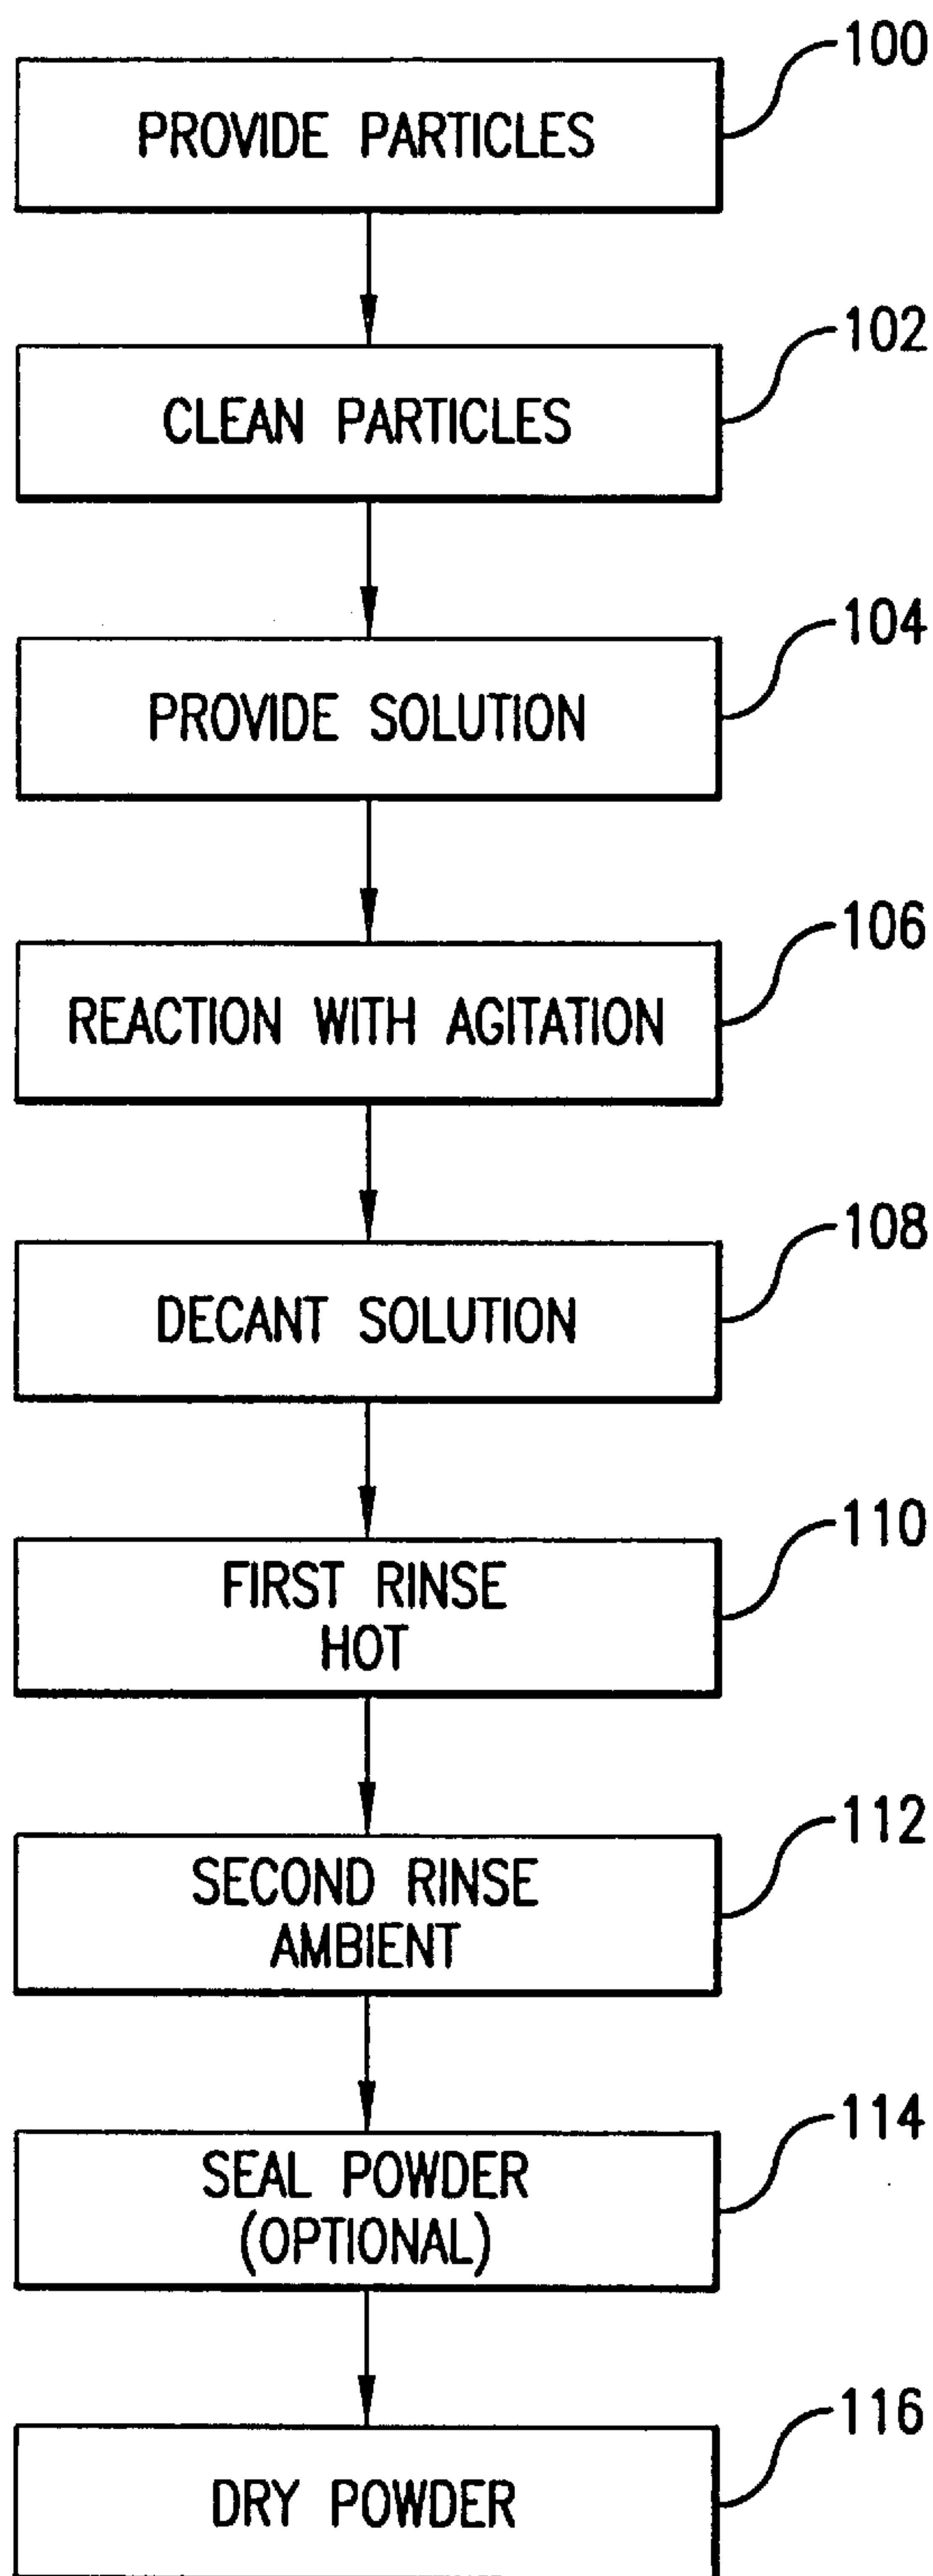 100
PROVIDE PARTICLES
102
CLEAN PARTICLES
104
PROVIDE SOLUTION
106
REACTION WITH AGITATION
108
DECANT SOLUTION
110
FIRST RINSE
HOT
112
SECOND RINSE
AMBIENT
114
SEAL POWDER
(OPTIONAL)
116
DRY POWDER